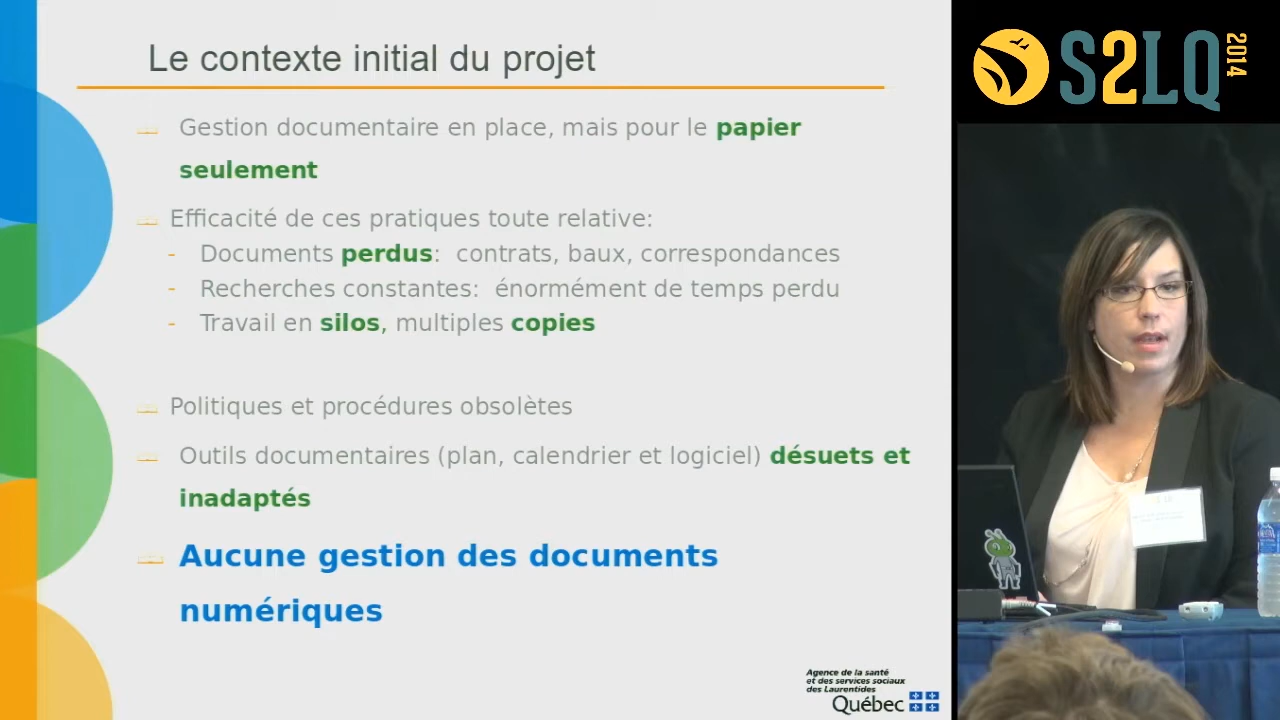 Le contexte initial du projet
Gestion documentaire en place, mais pour le papier
seulement
Efficacité de ces pratiques toute relative:
- Documents perdus: contrats, baux, correspondances
- Recherches constantes: énormément de temps perdu
- Travail en silos, multiples copies
Politiques et procédures obsolètes
Outils documentaires (plan, calendrier et logiciel) désuets et
inadaptés
Aucune gestion des documents
numériques
Agence de la santé
et des services sociaux
des Laurentides
Québec
S2LQ
2014